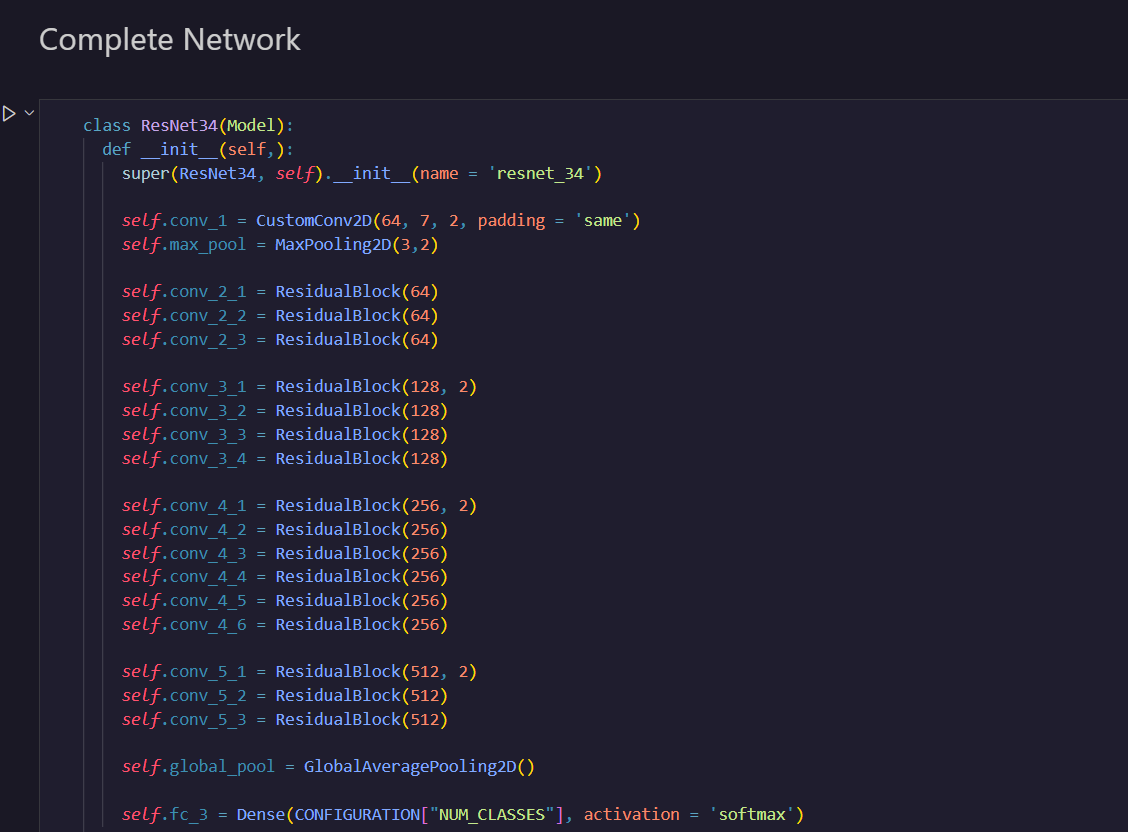 Complete Network
class ResNet34(Model):
def __init__(self,):
super(ResNet34, self).__init__(name = 'resnet_34')
self.conv_1 = CustomConv2D(64, 7, 2, padding = 'same')
self.max_pool = MaxPooling2D(3,2)
self.conv_2_1 = ResidualBlock(64)
self.conv_2_2 = ResidualBlock(64)
self.conv_2_3 = ResidualBlock(64)
self.conv_3_1 = ResidualBlock(128, 2)
self.conv_3_2 = ResidualBlock(128)
self.conv_3_3 = ResidualBlock(128)
self.conv_3_4 = ResidualBlock(128)
self.conv_4_1 = ResidualBlock(256, 2)
self.conv_4_2 = ResidualBlock(256)
self.conv_4_3 = ResidualBlock(256)
self.conv_4_4 = ResidualBlock(256)
self.conv_4_5 = ResidualBlock(256)
self.conv_4_6 = ResidualBlock(256)
self.conv_5_1 = ResidualBlock(512, 2)
self.conv_5_2 = ResidualBlock(512)
self.conv_5_3 = ResidualBlock(512)
self.global_pool = GlobalAveragePooling2D()
self.fc_3 = Dense(CONFIGURATION["NUM_CLASSES"], activation = 'softmax')